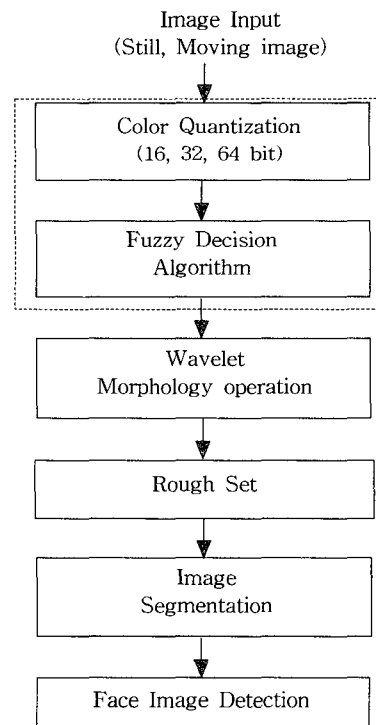 Image Input
(Still, Moving image)
Color Quantization
(16, 32, 64 bit)
Fuzzy Decision
Algorithm
Wavelet
Morphology operation
Rough Set
Image
Segmentation
Face Image Detection